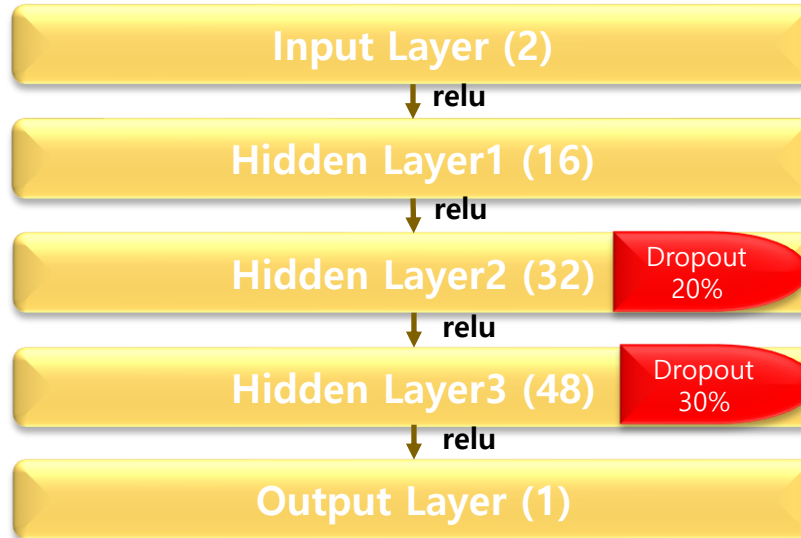 Input Layer (2)
relu
Hidden Layer1 (16)
relu
Hidden Layer2 (32)
Dropout
20%
relu
Hidden Layer3 (48)
Dropout
30%
relu
Output Layer (1)